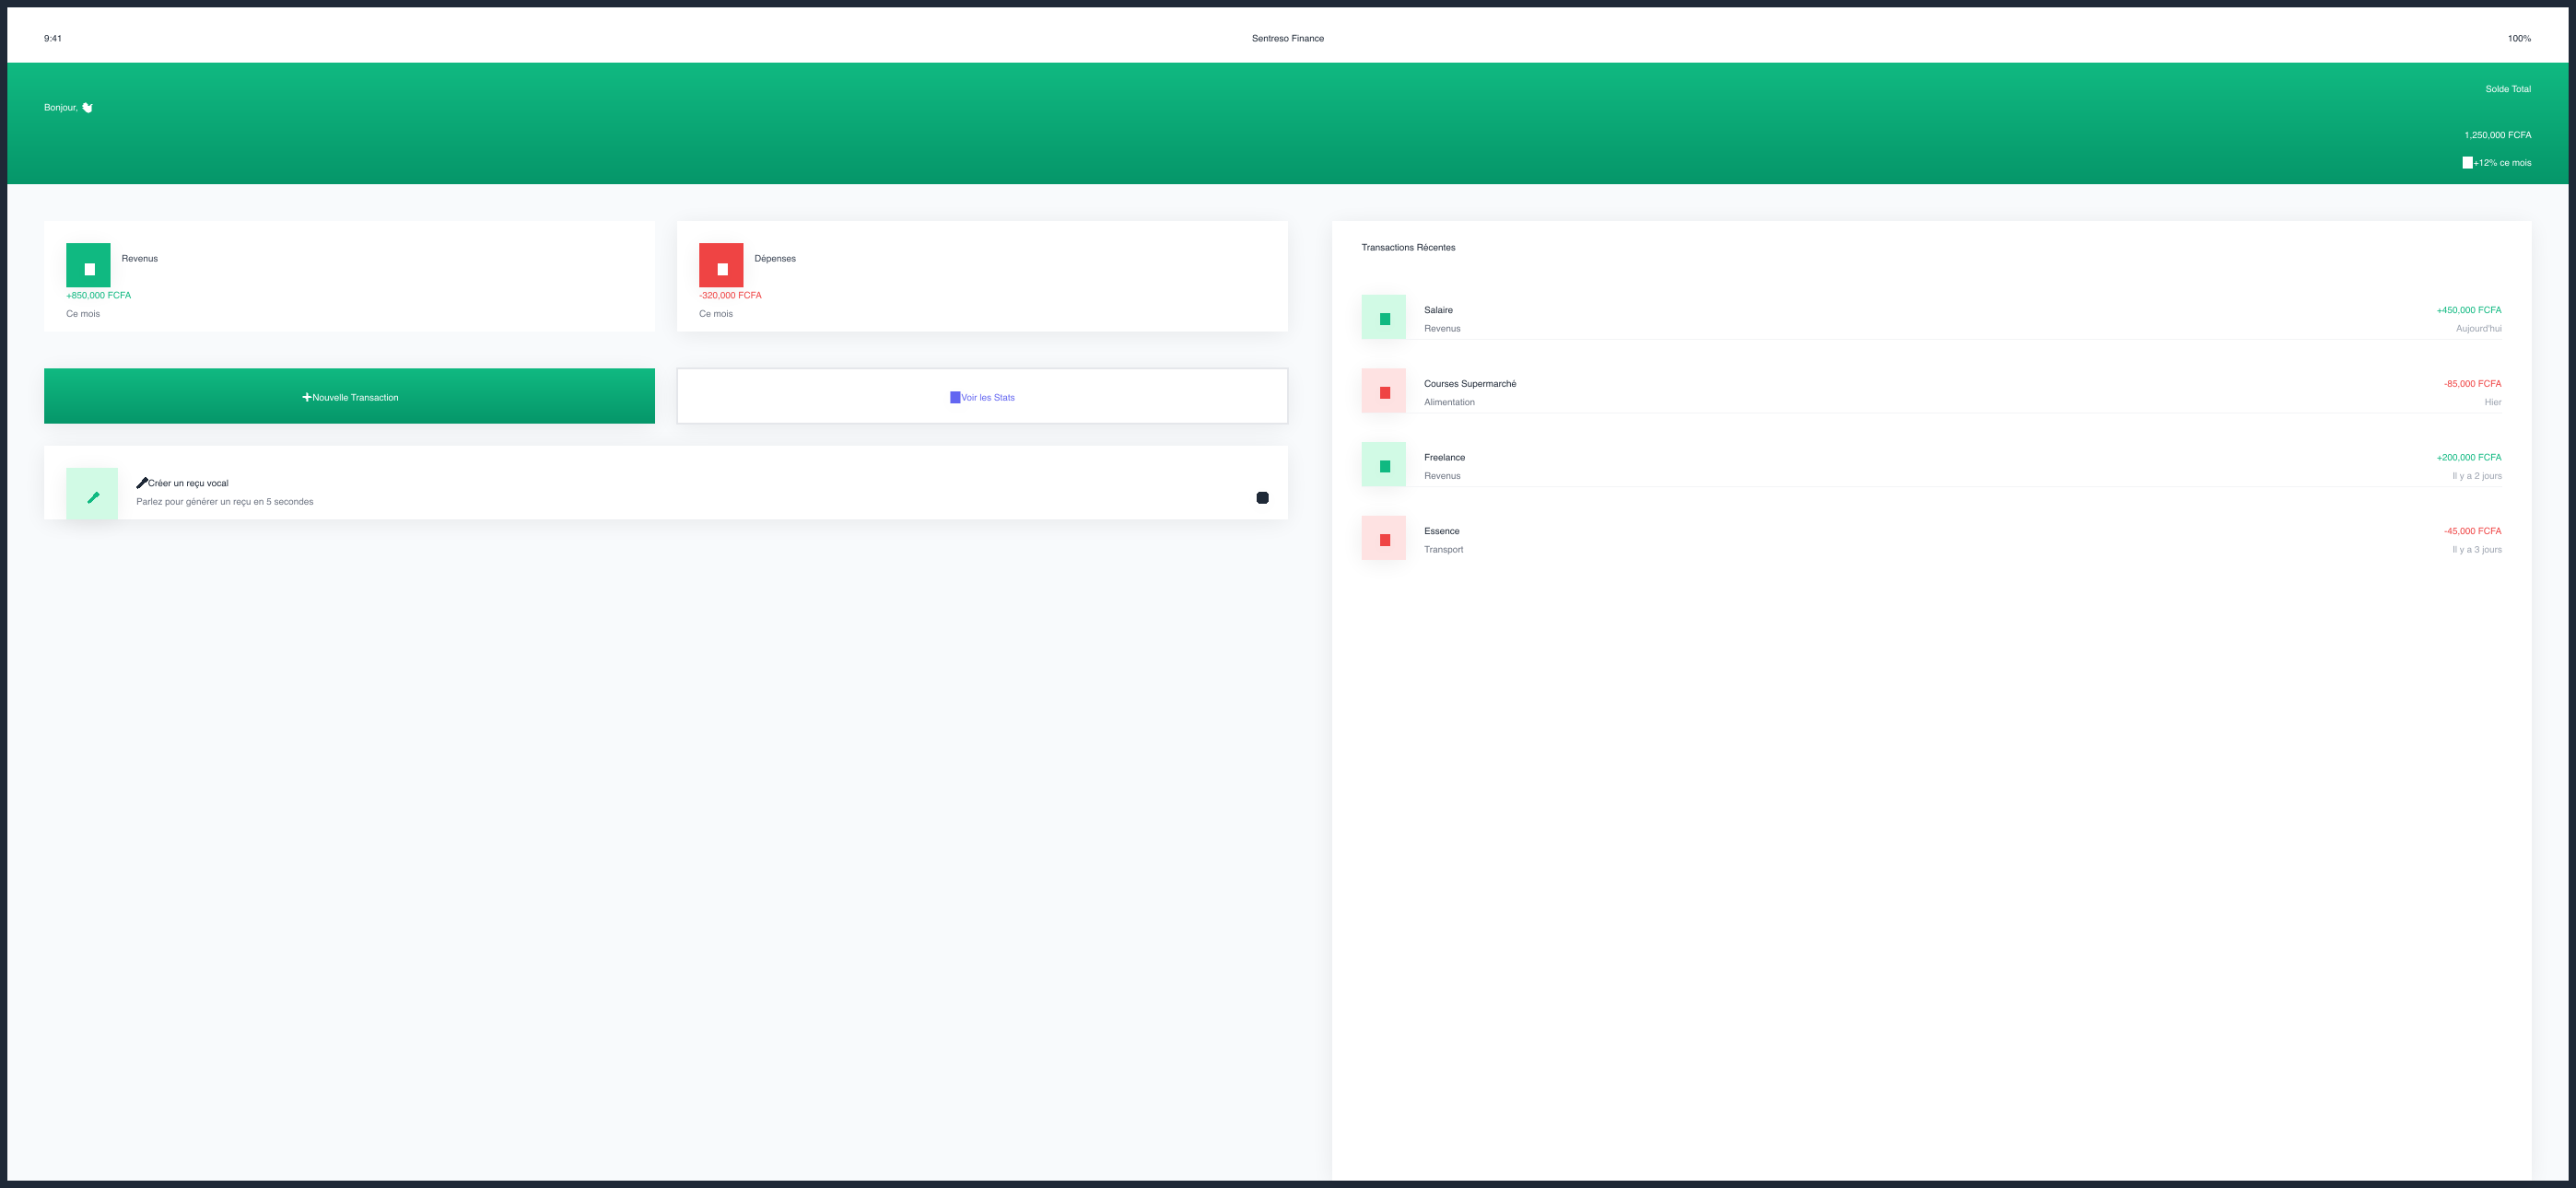 9:41
Sentreso Finance
100%
Bonjour,
Solde Total
1,250,000 FCFA
+12% ce mois
Revenus
+850,000 FCFA
Ce mois
Dépenses
-320,000 FCFA
Ce mois
Nouvelle Transaction
Voir les Stats
Créer un reçu vocal
Parlez pour générer un reçu en 5 secondes
Transactions Récentes
Salaire
+450,000 FCFA
Revenus
Aujourd'hui
Courses Supermarché
-85,000 FCFA
Alimentation
Hier
Freelance
+200,000 FCFA
Revenus
Il y a 2 jours
Essence
-45,000 FCFA
Transport
Il y a 3 jours